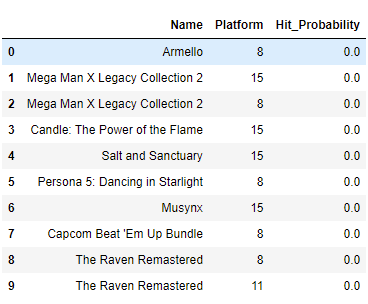 Name Platform Hit_Probability
0 Armello 8 0.0
1 Mega Man X Legacy Collection 2 15 0.0
2 Mega Man X Legacy Collection 2 8 0.0
3 Candle: The Power of the Flame 15 0.0
4 Salt and Sanctuary 15 0.0
5 Persona 5: Dancing in Starlight 8 0.0
6 Musynx 15 0.0
7 Capcom Beat 'Em Up Bundle 8 0.0
8 The Raven Remastered 8 0.0
9 The Raven Remastered 11 0.0